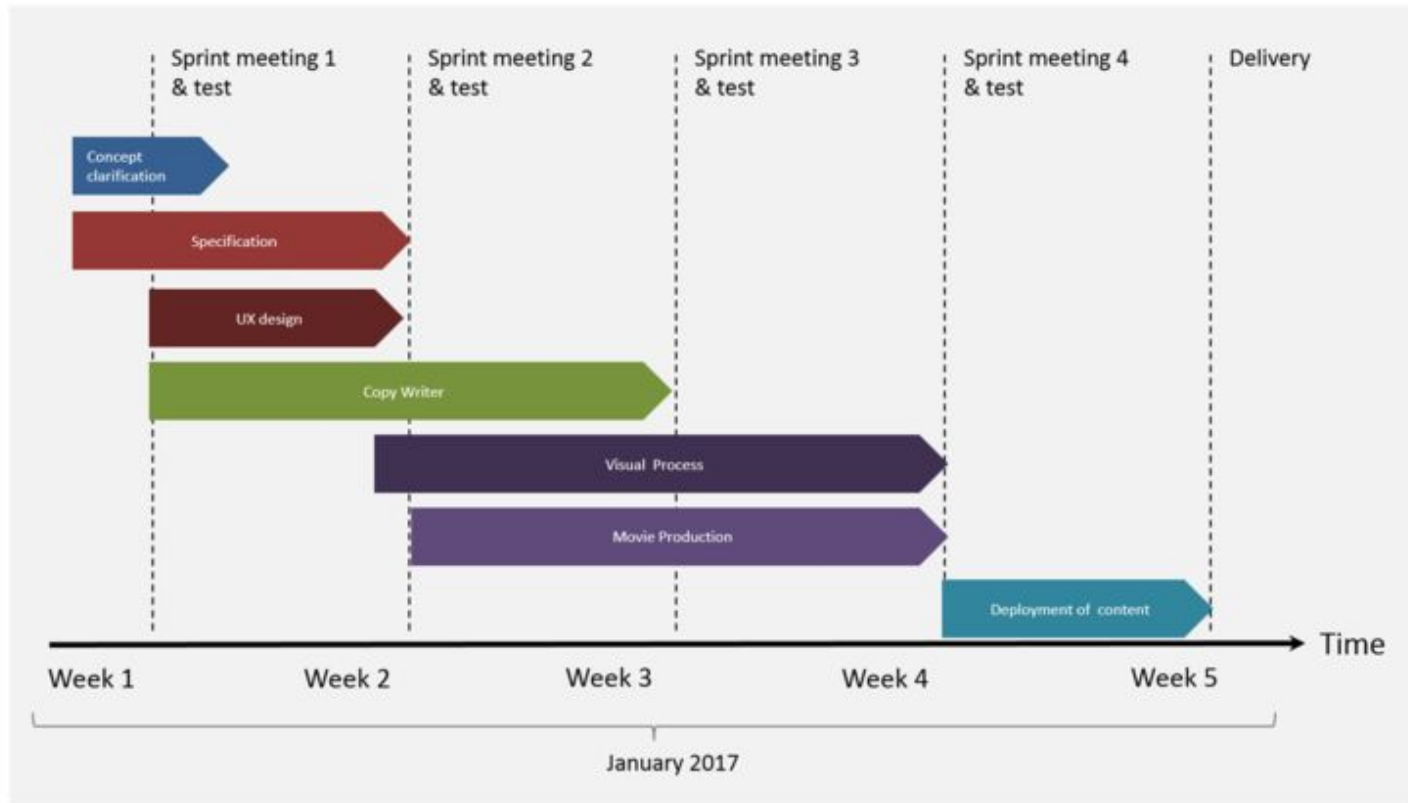 Sprint meeting 1
& test
Sprint meeting 2
& test
Sprint meeting 3
& test
Sprint meeting 4
& test
Delivery
Concept
clarification
Specification
UX design
Copy Writer
Visual Process
Movie Production
Deployment of content
Time
Week 1
Week 2
Week 3
Week 4
Week 5
January 2017